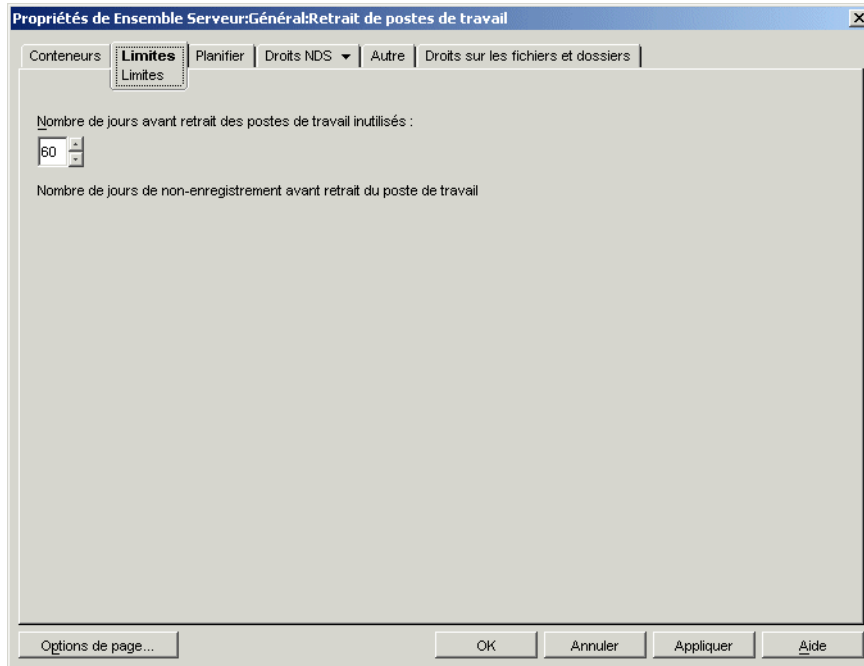 Propriétés de Ensemble Serveur:Général:Retrait de postes de travail
Conteneurs Limites Planifier Droits NDS Autre Droits sur les fichiers et dossiers
Limites
Nombre de jours avant retrait des postes de travail inutilisés :
60
Nombre de jours de non-enregistrement avant retrait du poste de travail
Options de page... OK Annuler Appliquer Aide